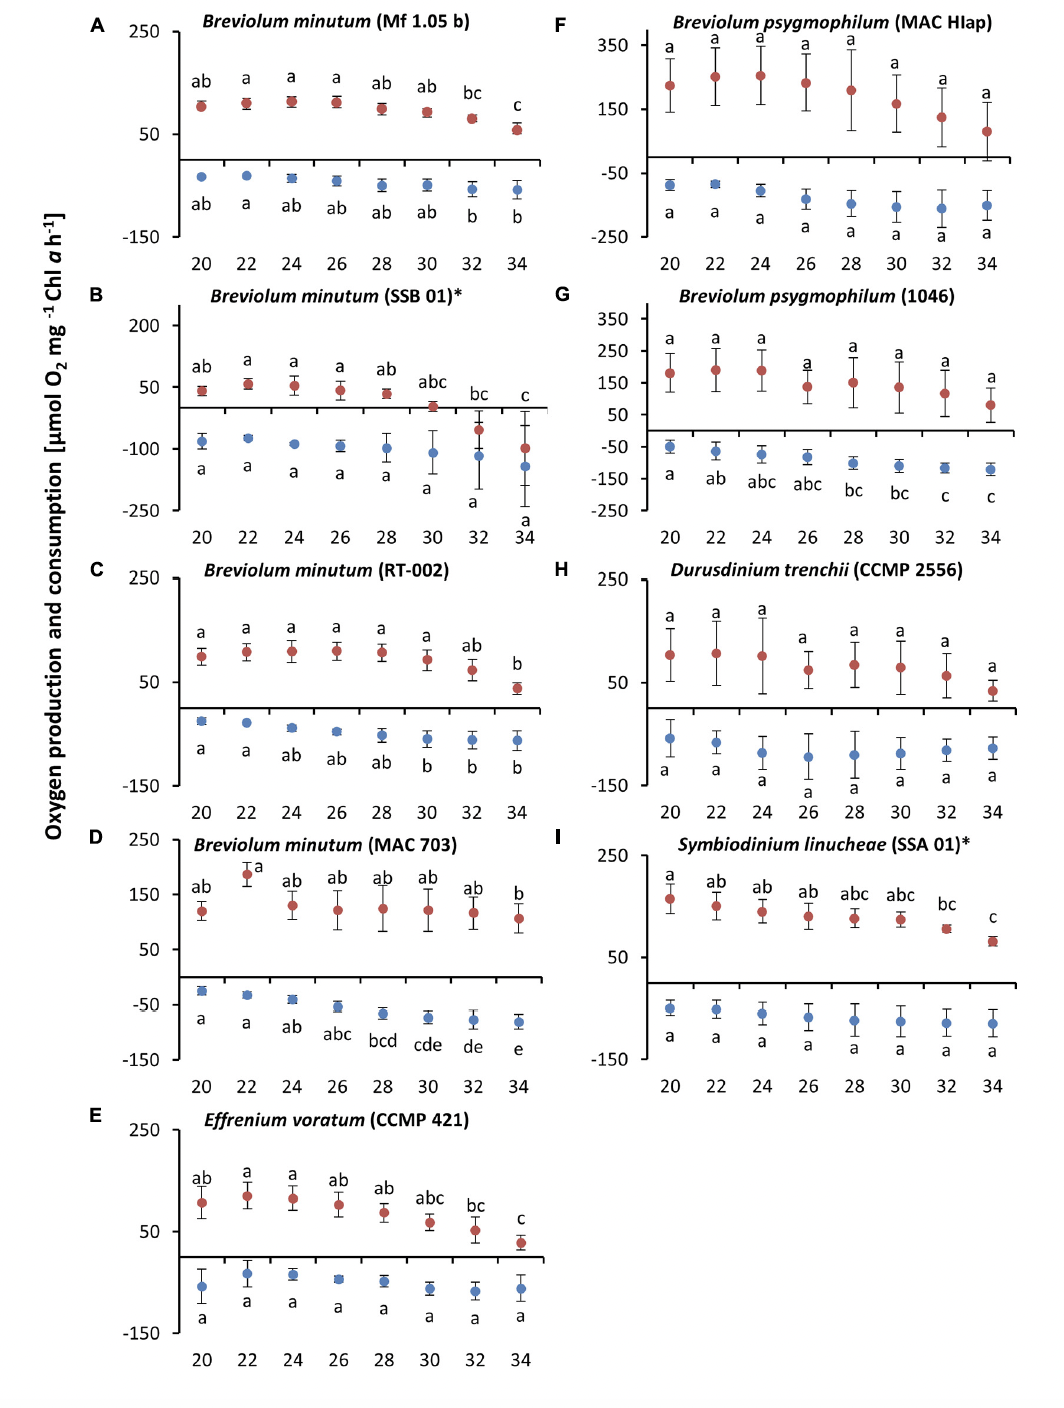 Oxygen production and consumption [µmol O2 mg -1 Chl a h-1]
A
Breviolum minutum (Mf 1.05 b)
250
ab a a a ab ab bc c
50
ab a ab ab ab ab b b
-150
20 22 24 26 28 30 32 34
B
Breviolum minutum (SSB 01)*
200
ab a a a ab abc bc c
50
-100
a a a a a a a a
-250
20 22 24 26 28 30 32 34
C
Breviolum minutum (RT-002)
250
a a a a a a ab b
50
a a ab ab ab b b b
-150
20 22 24 26 28 30 32 34
D
Breviolum minutum (MAC 703)
250
ab a ab ab ab ab ab b
150
50
-50
a a ab abc bcd cde de e
-150
20 22 24 26 28 30 32 34
E
Effrenium voratum (CCMP 421)
250
ab a a ab ab abc bc c
50
a a a a a a a a
-150
20 22 24 26 28 30 32 34
F
Breviolum psygmophilum (MAC HIap)
350
a a a a a a a a
150
-50
a a a a a a a a
-250
20 22 24 26 28 30 32 34
G
Breviolum psygmophilum (1046)
350
a a a a a a a a
250
150
50
-50
a ab abc abc bc bc c c
-150
-250
20 22 24 26 28 30 32 34
H
Durusdinium trenchii (CCMP 2556)
250
a a a a a a a a
50
a a a a a a a a
-150
20 22 24 26 28 30 32 34
I
Symbiodinium linucheae (SSA 01)*
250
a ab ab ab abc abc bc c
50
a a a a a a a a
-150
20 22 24 26 28 30 32 34